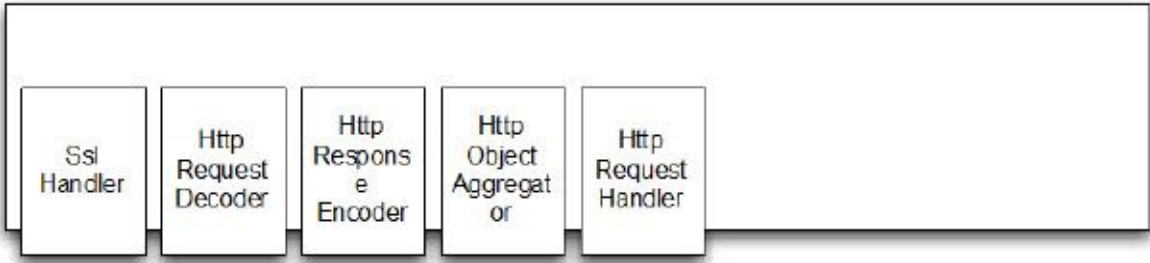 Ssl
Handler
Http
Request
Decoder
Http
Respons
e
Encoder
Http
Object
Aggregat
or
Http
Request
Handler